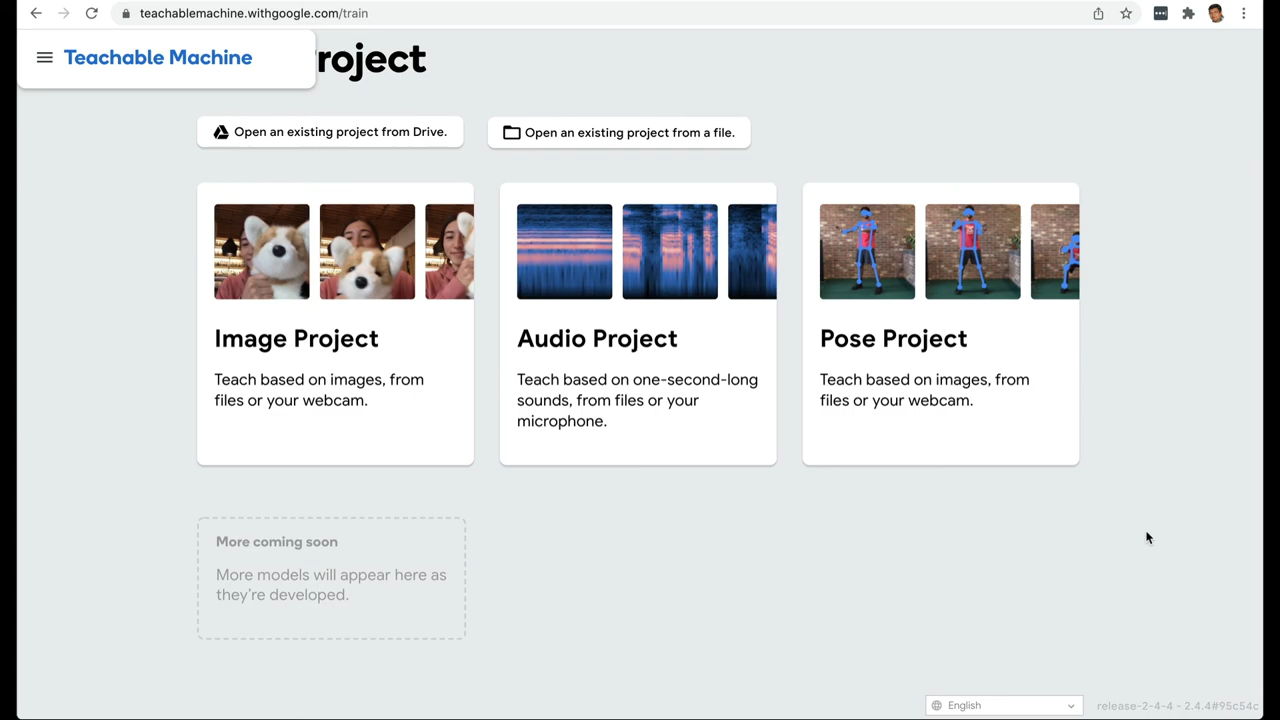 teachablemachine.withgoogle.com/train
Teachable Machine
roject
Open an existing project from Drive.
Open an existing project from a file.
Image Project
Teach based on images, from
files or your webcam.
Audio Project
Teach based on one-second-long
sounds, from files or your
microphone.
Pose Project
Teach based on images, from
files or your webcam.
More coming soon
More models will appear here as
they're developed.
English
release-2-4-4 - 2.4.4#95c54c